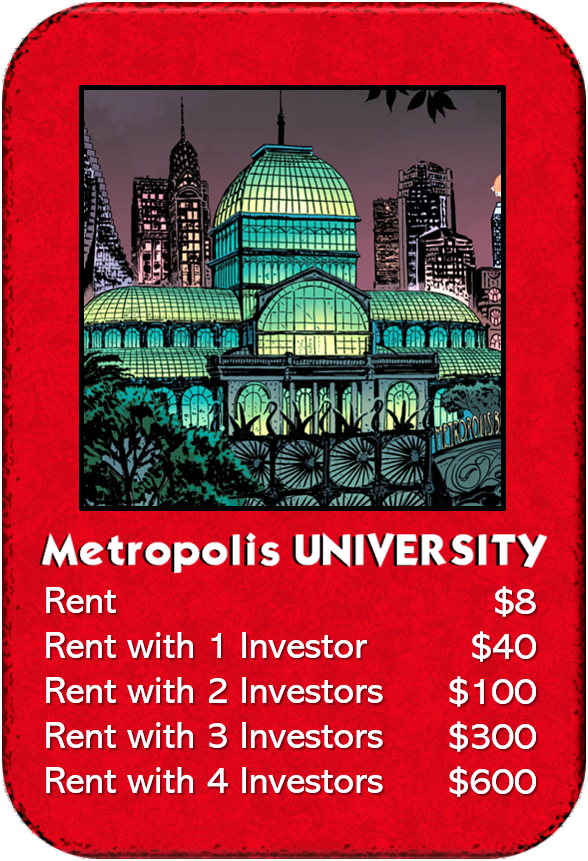 METROPOLIS B
Metropolis UNIVERSITY
Rent $8
Rent with 1 Investor $40
Rent with 2 Investors $100
Rent with 3 Investors $300
Rent with 4 Investors $600